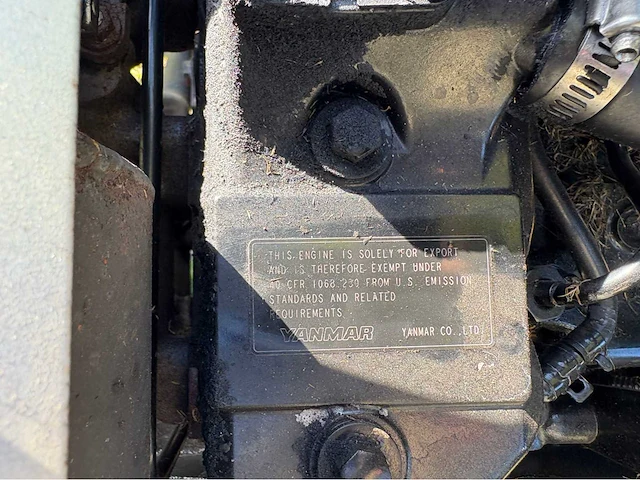 THIS ENGINE IS SOLELY FOR EXPORT
AND IS THEREFORE EXEMPT UNDER
40 CFR 1068.230 FROM U.S. EMISSION
STANDARDS AND RELATED
REQUIREMENTS.
YANMAR YANMAR CO.,LTD.